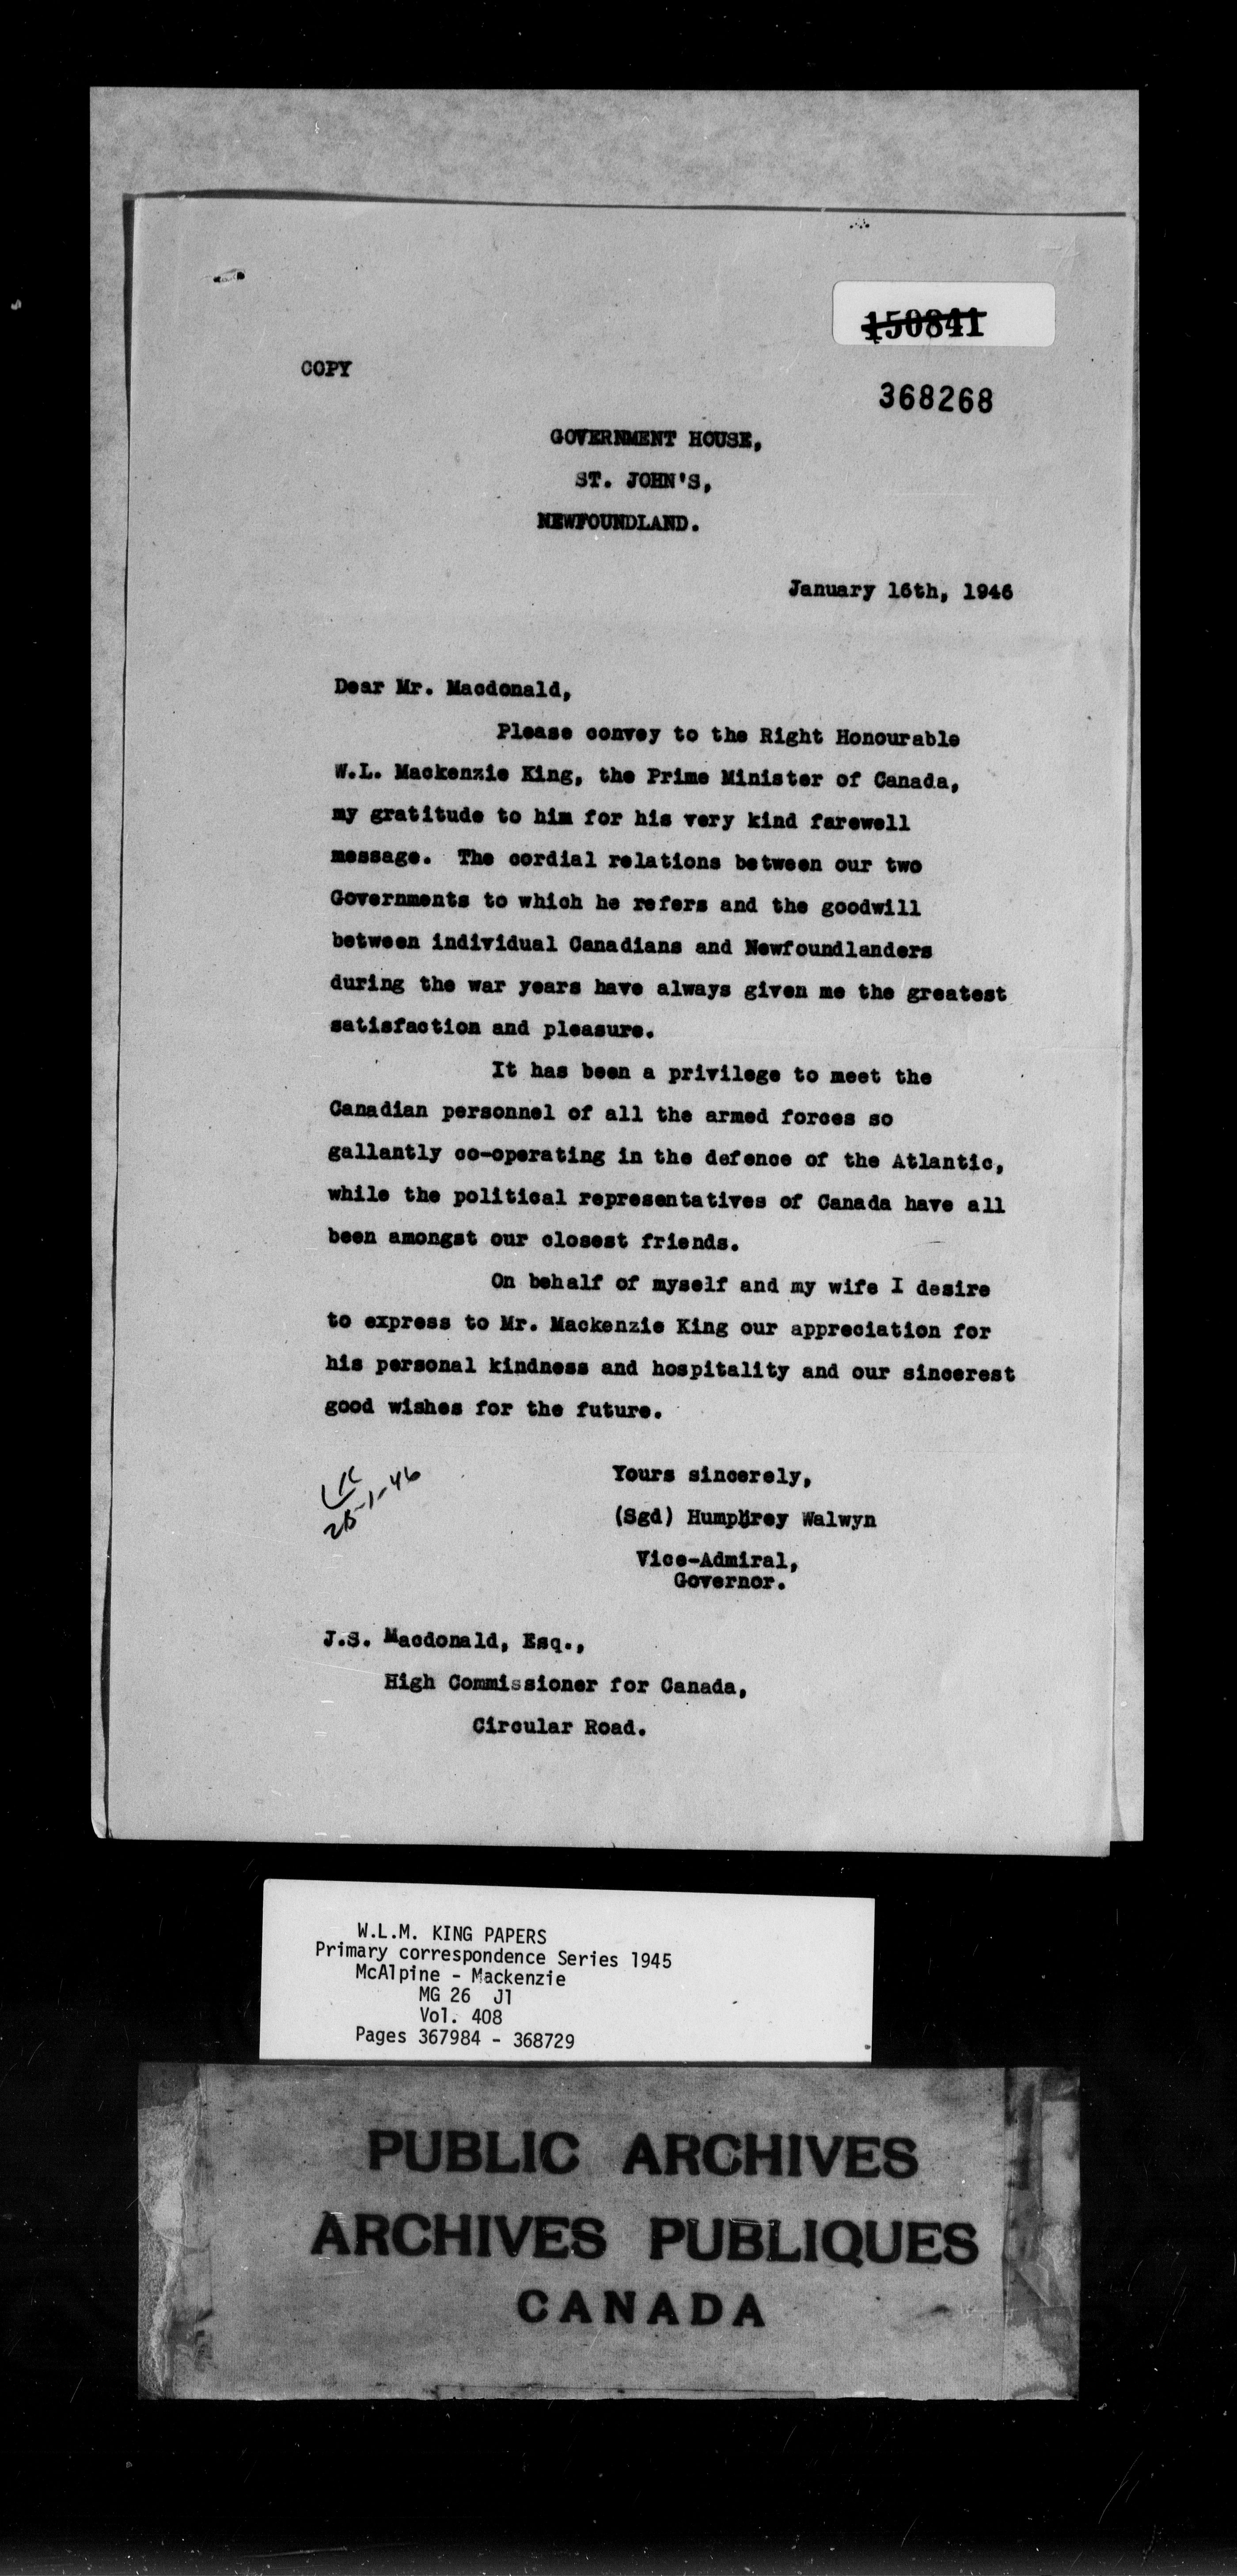 150841
COPY
368268
GOVERNMENT HOUSE,
ST. JOHN'S,
NEWFOUNDLAND.
January 16th, 1946
Dear Mr. Macdonald,
Please convey to the Right Honourable
W.L. Mackenzie King, the Prime Minister of Canada,
my gratitude to him for his very kind farewell
message. The cordial relations between our two
Governments to which he refers and the goodwill
between individual Canadians and Newfoundlanders
during the war years have always given me the greatest
satisfaction and pleasure.
It has been a privilege to meet the
Canadian personnel of all the armed forces so
gallantly co-operating in the defence of the Atlantic,
while the political representatives of Canada have all
been amongst our closest friends.
On behalf of myself and my wife I desire
to express to Mr. Mackenzie King our appreciation for
his personal kindness and hospitality and our sincerest
good wishes for the future.
Yours sincerely,
(Sgd) Humphrey Walwyn
Vice-Admiral,
Governor.
J.S. Macdonald, Esq.,
High Commissioner for Canada,
Circular Road.
W.L.M. KING PAPERS
Primary correspondence Series 1945
McAlpine - Mackenzie
MG 26 J1
Vol. 408
Pages 367984 - 368729
PUBLIC ARCHIVES
ARCHIVES PUBLIQUES
CANADA